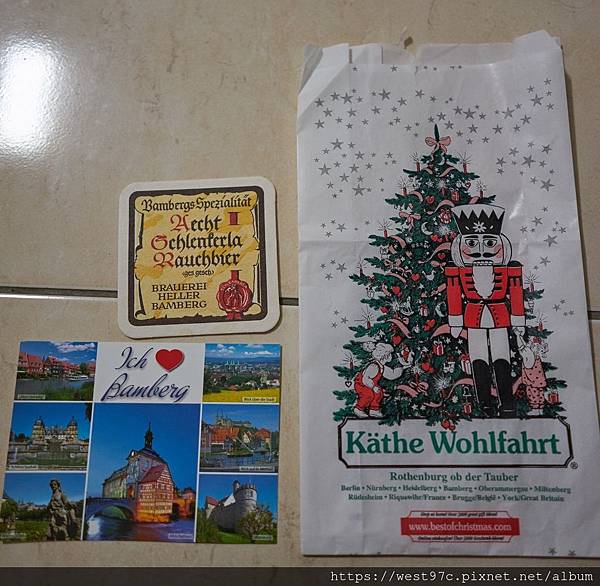 Bambergs Spezialität
Aecht
Schlenkerla
Rauchbier
(ges. gesch)
BRAUEREI
HELLER
BAMBERG
Ich
Bamberg
Käthe Wohlfahrt
®
Rothenburg ob der Tauber
Berlin • Nürnberg • Heidelberg • Bamberg • Oberammergau • Miltenberg
Rüdesheim • Riquewihr/France • Brugge/België • York/Great Britain
www.bestofchristmas.com
https://west97c.pixnet.net/album